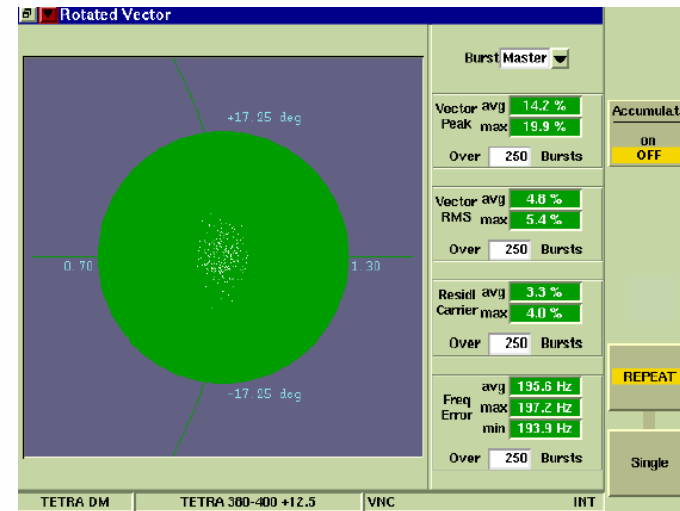 Rotated Vector
Burst Master
+17.25 deg
0.70
1.30
-17.25 deg
Vector Peak avg 14.2 %
max 19.9 %
Over 250 Bursts
Vector RMS avg 4.8 %
max 5.4 %
Over 250 Bursts
Residl Carrier avg 3.3 %
max 4.0 %
Over 250 Bursts
Freq Error avg 195.6 Hz
max 197.2 Hz
min 193.9 Hz
Over 250 Bursts
Accumulat
on
OFF
REPEAT
Single
TETRA DM TETRA 380-400 +12.5 VNC INT